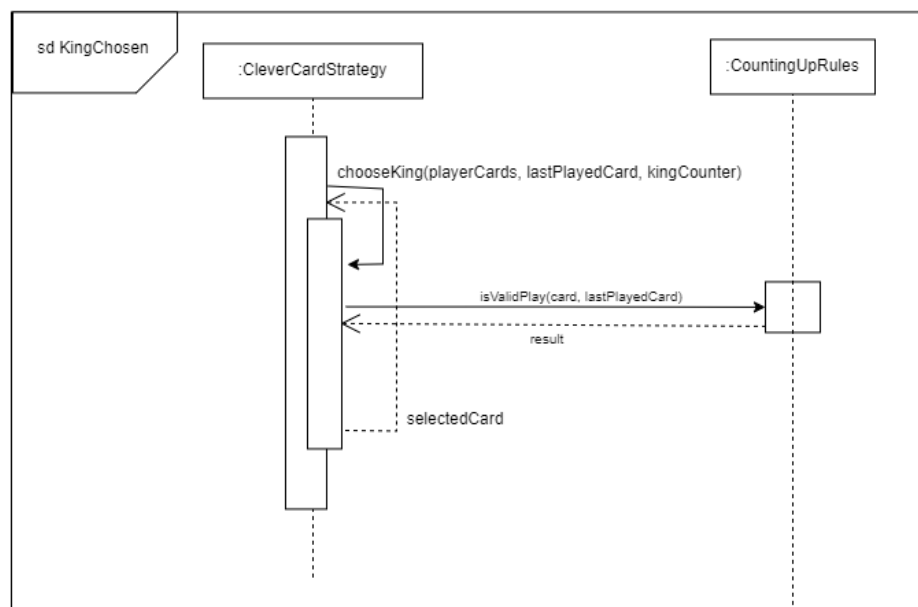 sd KingChosen
:CleverCardStrategy
:CountingUpRules
chooseKing(playerCards, lastPlayedCard, kingCounter)
isValidPlay(card, lastPlayedCard)
result
selectedCard